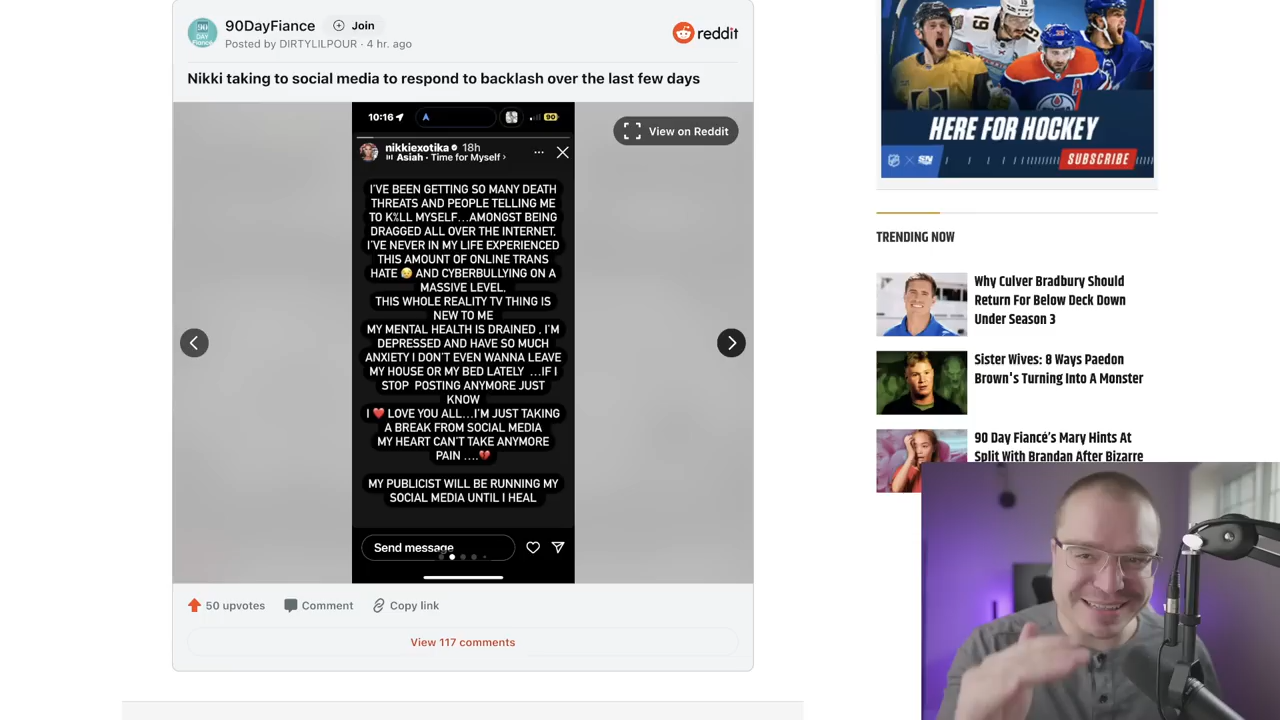 90DayFiance
Join
Posted by DIRTYLILPOUR · 4 hr. ago
reddit
Nikki taking to social media to respond to backlash over the last few days
10:16
90
View on Reddit
nikkiexotika 18h
Asiah · Time for Myself ›
I'VE BEEN GETTING SO MANY DEATH
THREATS AND PEOPLE TELLING ME
TO K%LL MYSELF...AMONGST BEING
DRAGGED ALL OVER THE INTERNET.
I'VE NEVER IN MY LIFE EXPERIENCED
THIS AMOUNT OF ONLINE TRANS
HATE 😔 AND CYBERBULLYING ON A
MASSIVE LEVEL.
THIS WHOLE REALITY TV THING IS
NEW TO ME
MY MENTAL HEALTH IS DRAINED . I'M
DEPRESSED AND HAVE SO MUCH
ANXIETY I DON'T EVEN WANNA LEAVE
MY HOUSE OR MY BED LATELY ...IF I
STOP POSTING ANYMORE JUST
KNOW
I ❤️ LOVE YOU ALL...I'M JUST TAKING
A BREAK FROM SOCIAL MEDIA
MY HEART CAN'T TAKE ANYMORE
PAIN ....💔
MY PUBLICIST WILL BE RUNNING MY
SOCIAL MEDIA UNTIL I HEAL
Send message
50 upvotes
Comment
Copy link
View 117 comments
HERE FOR HOCKEY
SN
SUBSCRIBE
TRENDING NOW
Why Culver Bradbury Should
Return For Below Deck Down
Under Season 3
Sister Wives: 8 Ways Paedon
Brown's Turning Into A Monster
90 Day Fiancé's Mary Hints At
Split With Brandan After Bizarre